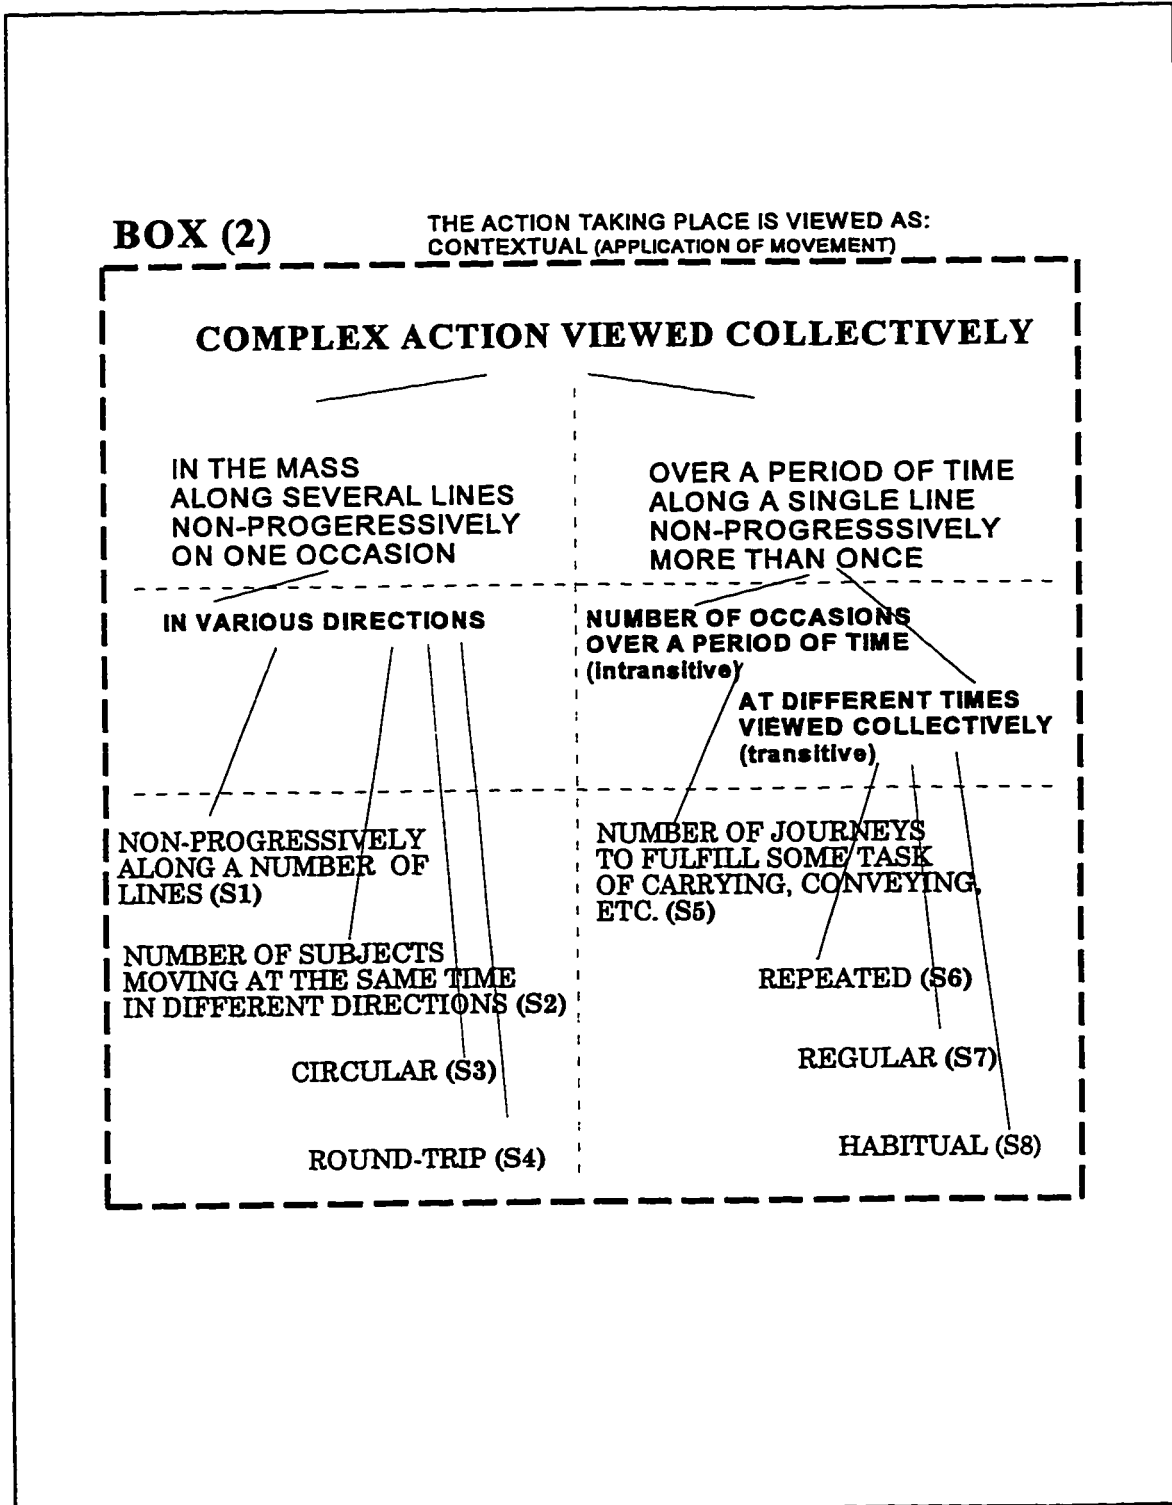 BOX (2)
THE ACTION TAKING PLACE IS VIEWED AS:
CONTEXTUAL (APPLICATION OF MOVEMENT)
COMPLEX ACTION VIEWED COLLECTIVELY
IN THE MASS
ALONG SEVERAL LINES
NON-PROGERESSIVELY
ON ONE OCCASION
OVER A PERIOD OF TIME
ALONG A SINGLE LINE
NON-PROGRESSSIVELY
MORE THAN ONCE
IN VARIOUS DIRECTIONS
NUMBER OF OCCASIONS
OVER A PERIOD OF TIME
(intransitive)
AT DIFFERENT TIMES
VIEWED COLLECTIVELY
(transitive)
NON-PROGRESSIVELY
ALONG A NUMBER OF
LINES (S1)
NUMBER OF SUBJECTS
MOVING AT THE SAME TIME
IN DIFFERENT DIRECTIONS (S2)
CIRCULAR (S3)
ROUND-TRIP (S4)
NUMBER OF JOURNEYS
TO FULFILL SOME TASK
OF CARRYING, CONVEYING,
ETC. (S5)
REPEATED (S6)
REGULAR (S7)
HABITUAL (S8)